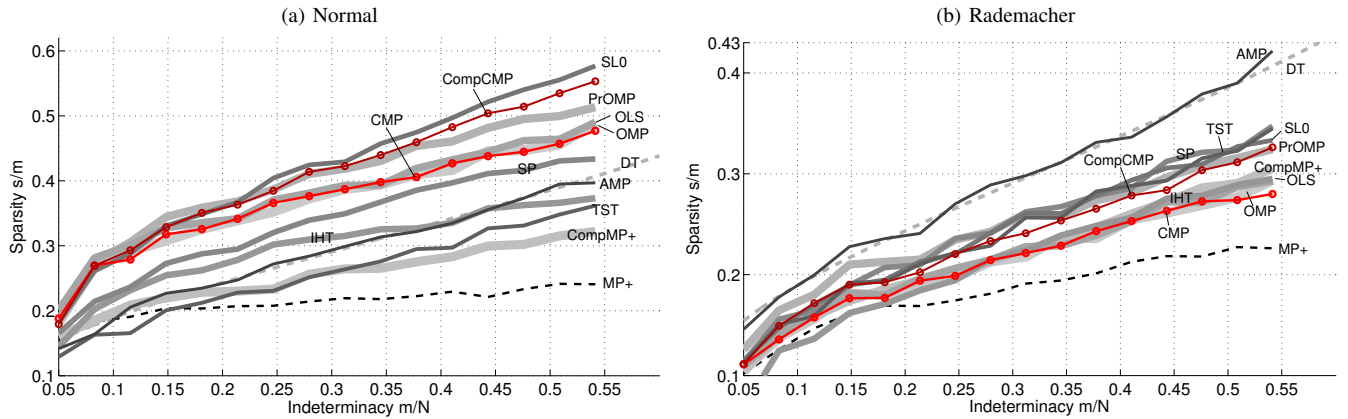 (a) Normal
Sparsity s/m
0.6
0.5
0.4
0.3
0.2
0.1
0.05 0.1 0.15 0.2 0.25 0.3 0.35 0.4 0.45 0.5 0.55
Indeterminacy m/N
CompCMP
CMP
SL0
PrOMP
OLS
OMP
SP
DT
AMP
TST
IHT
CompMP+
MP+
(b) Rademacher
Sparsity s/m
0.43
0.4
0.3
0.2
0.1
0.05 0.1 0.15 0.2 0.25 0.3 0.35 0.4 0.45 0.5 0.55
Indeterminacy m/N
AMP
DT
TST
SL0
SP
PrOMP
CompCMP
CompMP+
OLS
IHT
OMP
CMP
MP+